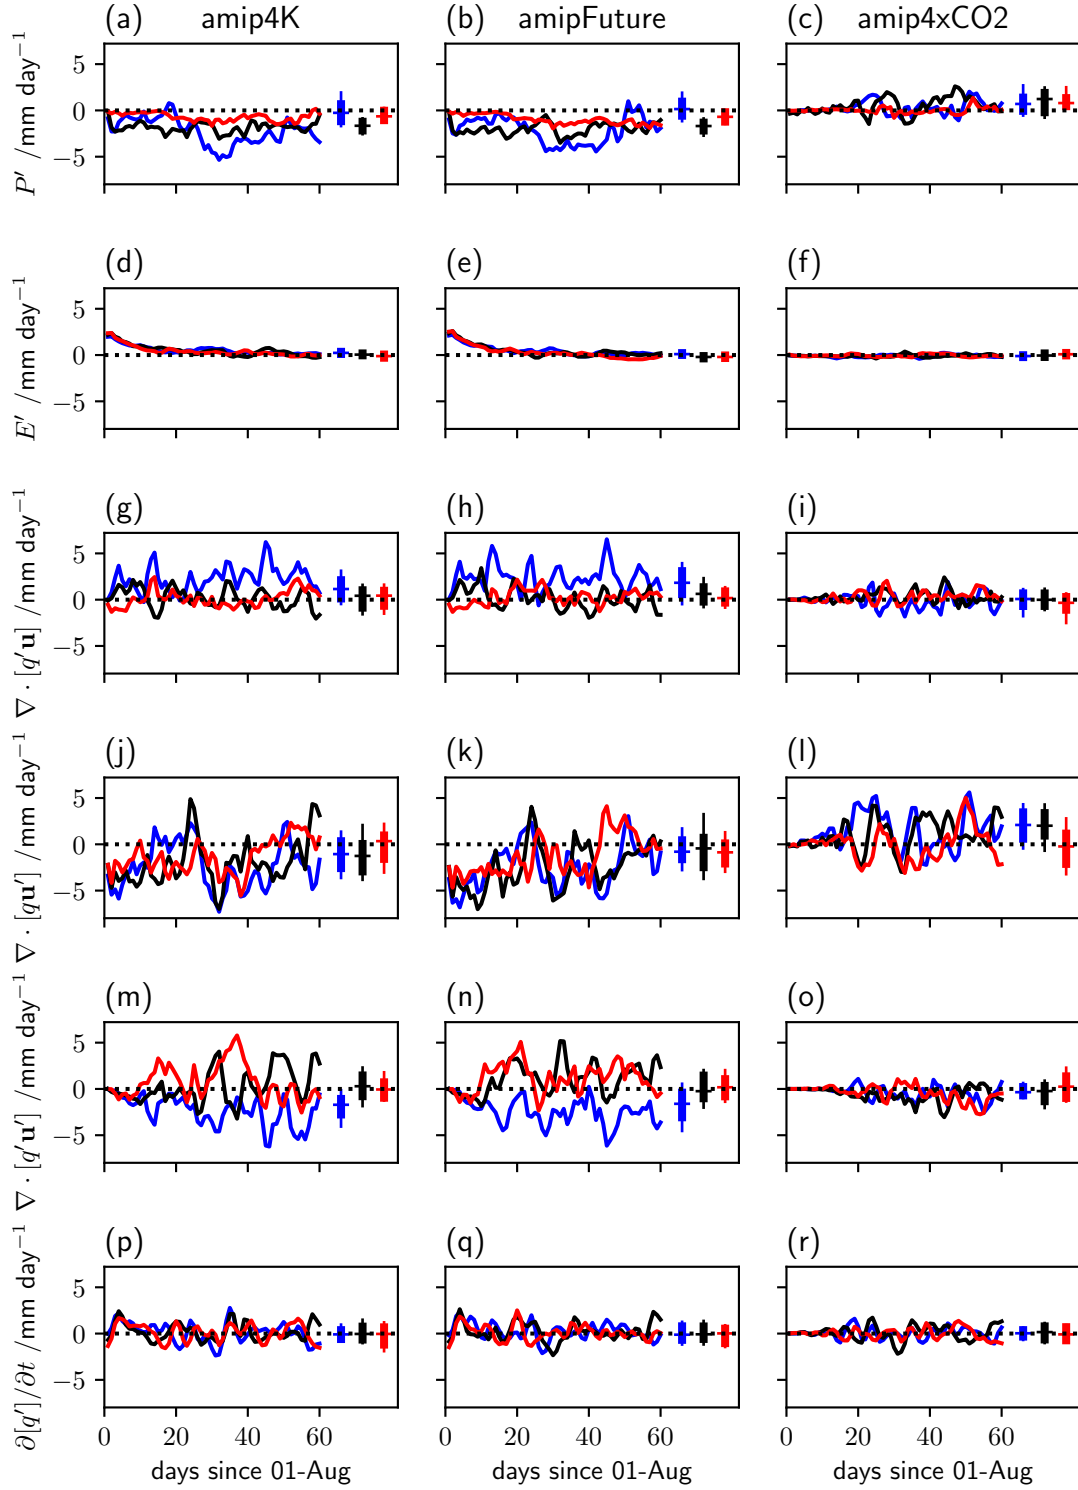 (a) amip4K
(b) amipFuture
(c) amip4xCO2
P′ /mm day⁻¹
5
0
−5
(d)
(e)
(f)
E′ /mm day⁻¹
5
0
−5
(g)
(h)
(i)
∇ · [q′𝐮] /mm day⁻¹
5
0
−5
(j)
(k)
(l)
∇ · [q𝐮′] /mm day⁻¹
5
0
−5
(m)
(n)
(o)
∇ · [q′𝐮′] /mm day⁻¹
5
0
−5
(p)
(q)
(r)
∂[q′]/∂t /mm day⁻¹
5
0
−5
0 20 40 60
0 20 40 60
0 20 40 60
days since 01-Aug
days since 01-Aug
days since 01-Aug